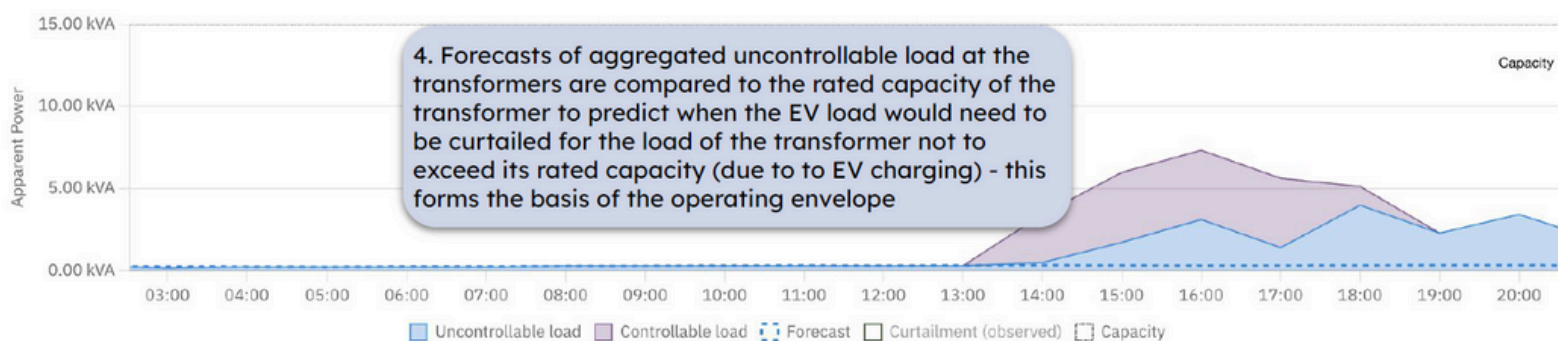 15.00 kVA
10.00 kVA
5.00 kVA
0.00 kVA
Apparent Power
4. Forecasts of aggregated uncontrollable load at the
transformers are compared to the rated capacity of the
transformer to predict when the EV load would need to
be curtailed for the load of the transformer not to
exceed its rated capacity (due to to EV charging) - this
forms the basis of the operating envelope
Capacity
03:00 04:00 05:00 06:00 07:00 08:00 09:00 10:00 11:00 12:00 13:00 14:00 15:00 16:00 17:00 18:00 19:00 20:00
Uncontrollable load Controllable load Forecast Curtailment (observed) Capacity